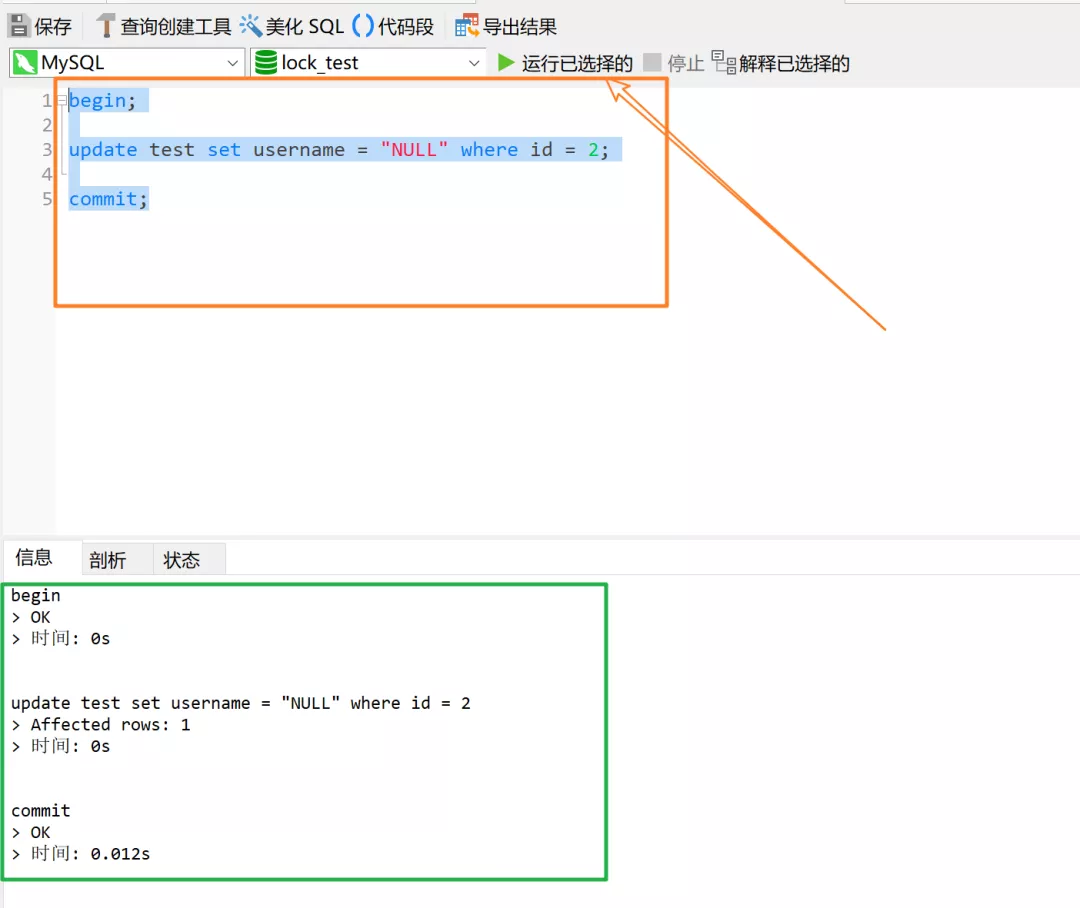 保存 查询创建工具 美化 SQL 代码段 导出结果
MySQL lock_test 运行已选择的 停止 解释已选择的
1 begin;
2
3 update test set username = "NULL" where id = 2;
4
5 commit;
信息 剖析 状态
begin
> OK
> 时间: 0s
update test set username = "NULL" where id = 2
> Affected rows: 1
> 时间: 0s
commit
> OK
> 时间: 0.012s